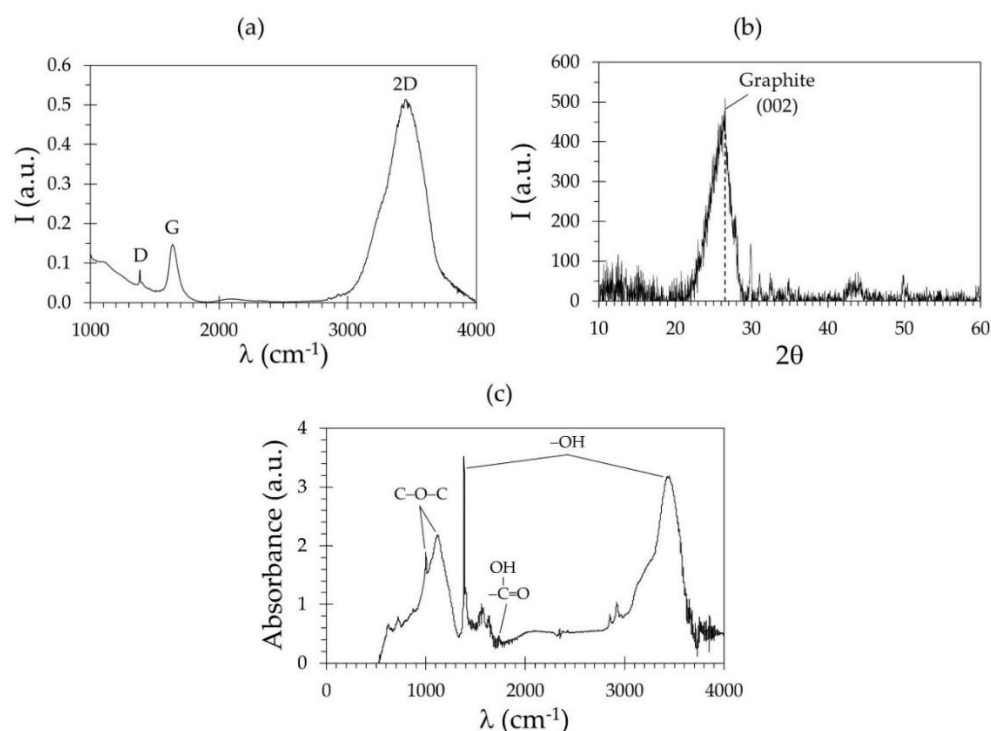 (a)
0.6
0.5
0.4
0.3
0.2
0.1
0.0
I (a.u.)
D
G
2D
1000 2000 3000 4000
λ (cm-1)
(b)
600
500
400
300
200
100
0
I (a.u.)
Graphite
(002)
10 20 30 40 50 60
2θ
(c)
4
3
2
1
0
Absorbance (a.u.)
C–O–C
–OH
OH
–C=O
0 1000 2000 3000 4000
λ (cm-1)